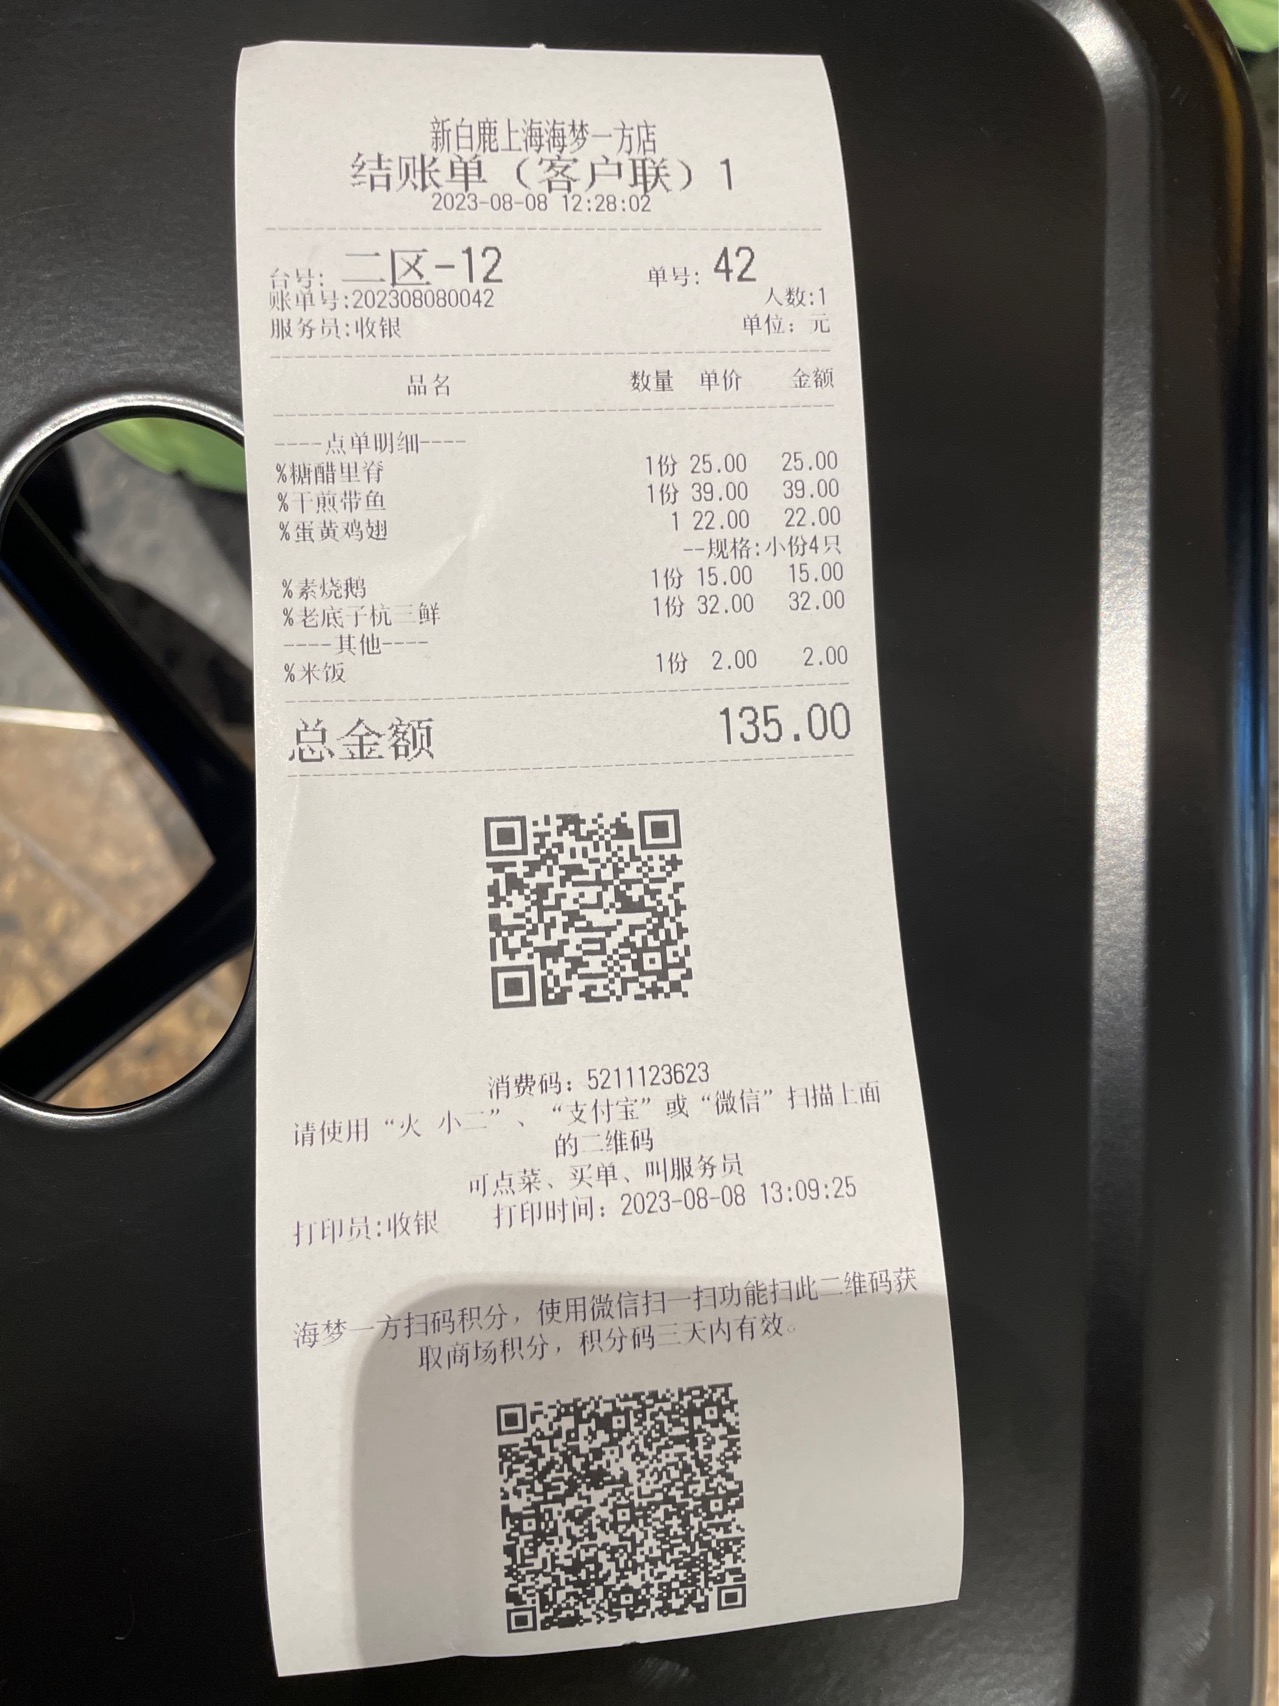 新白鹿上海海梦一方店
结账单（客户联）1
2023-08-08 12:28:02
台号: 二区-12 单号: 42
账单号:202308080042 人数:1
服务员:收银 单位: 元
品名 数量 单价 金额
----点单明细----
%糖醋里脊 1份 25.00 25.00
%干煎带鱼 1份 39.00 39.00
%蛋黄鸡翅 1 22.00 22.00
--规格:小份4只
%素烧鹅 1份 15.00 15.00
%老底子杭三鲜 1份 32.00 32.00
----其他----
%米饭 1份 2.00 2.00
总金额 135.00
消费码: 5211123623
请使用“火 小二”、“支付宝”或“微信”扫描上面
的二维码
可点菜、买单、叫服务员
打印员:收银 打印时间: 2023-08-08 13:09:25
海梦一方扫码积分，使用微信扫一扫功能扫此二维码获
取商场积分，积分码三天内有效。